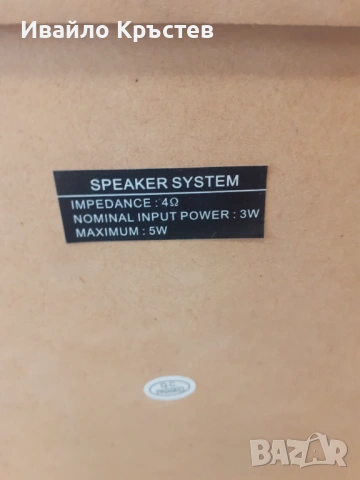 Ивайло Кръстев
SPEAKER SYSTEM
IMPEDANCE : 4Ω
NOMINAL INPUT POWER : 3W
MAXIMUM : 5W
BAZAR